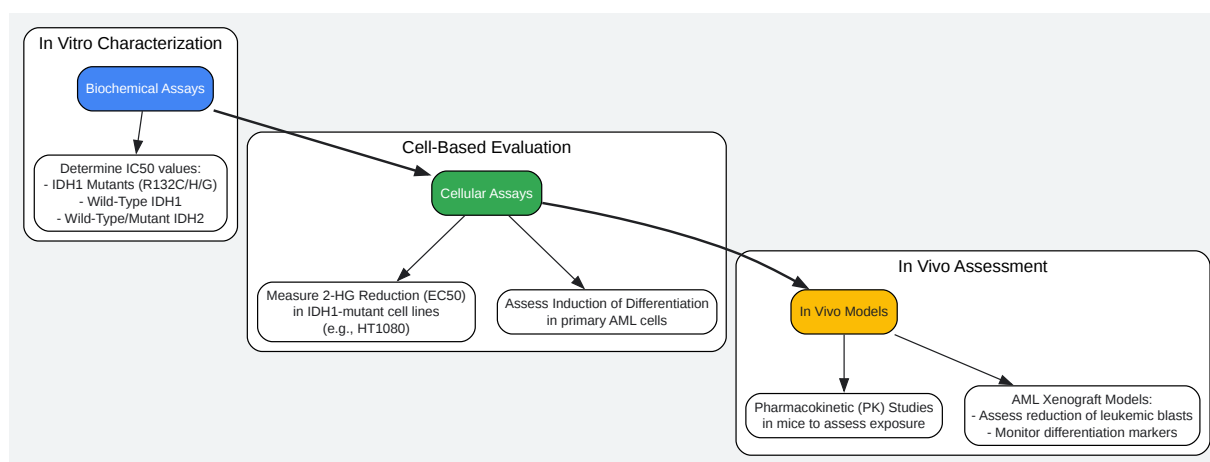 In Vitro Characterization
Biochemical Assays
Determine IC50 values:
- IDH1 Mutants (R132C/H/G)
- Wild-Type IDH1
- Wild-Type/Mutant IDH2
Cell-Based Evaluation
Cellular Assays
Measure 2-HG Reduction (EC50)
in IDH1-mutant cell lines
(e.g., HT1080)
Assess Induction of Differentiation
in primary AML cells
In Vivo Assessment
In Vivo Models
Pharmacokinetic (PK) Studies
in mice to assess exposure
AML Xenograft Models:
- Assess reduction of leukemic blasts
- Monitor differentiation markers